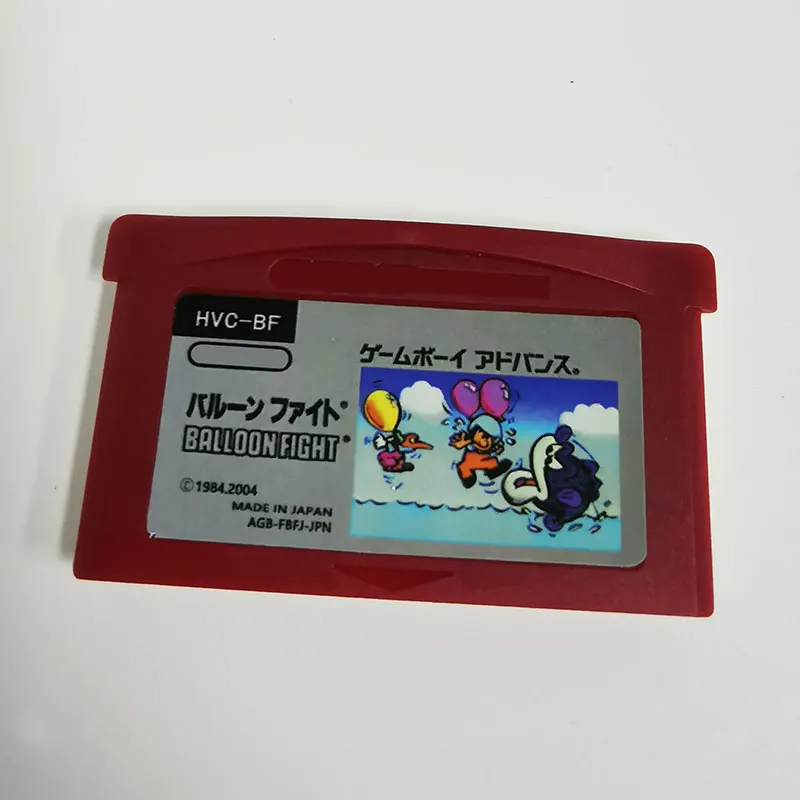 HVC-BF
ゲームボーイ アドバンス®
バルーン ファイト®
BALLOON FIGHT®
©1984.2004
MADE IN JAPAN
AGB-FBFJ-JPN